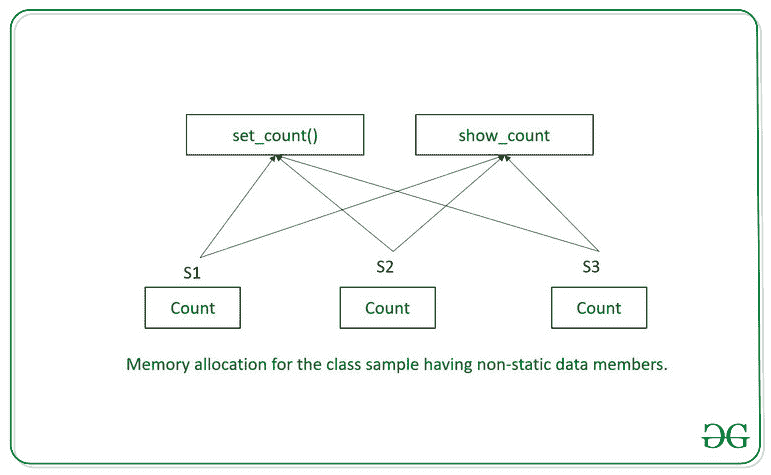 set_count()
show_count
S1
S2
S3
Count
Count
Count
Memory allocation for the class sample having non-static data members.